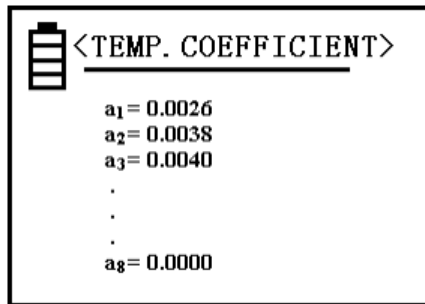 <TEMP. COEFFICIENT>
a₁= 0.0026
a₂= 0.0038
a₃= 0.0040
.
.
.
a₈= 0.0000